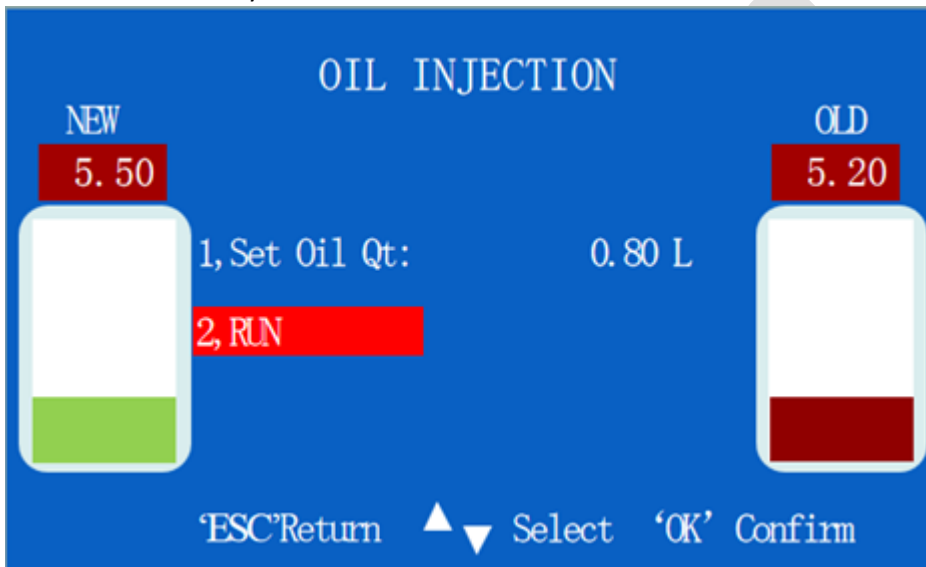 OIL INJECTION
NEW
OLD
5.50
5.20
1,Set Oil Qt: 0.80 L
2,RUN
‘ESC’Return ▲▼ Select ‘OK’ Confirm